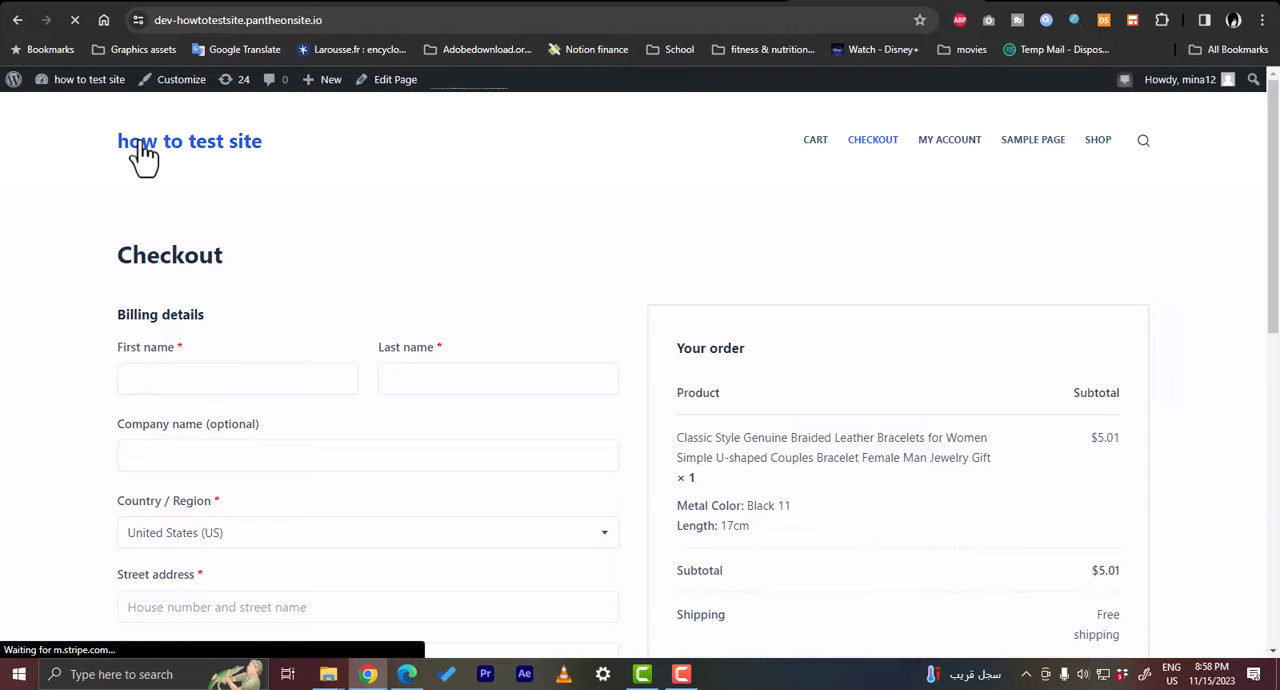 dev-howtotestsite.pantheonsite.io
ABP
DS
Bookmarks
Graphics assets
Google Translate
Larousse.fr : encyclo...
Adobedownload.or...
Notion finance
School
fitness & nutrition...
Watch - Disney+
movies
Temp Mail - Dispos...
All Bookmarks
how to test site
Customize
24
0
New
Edit Page
Howdy, mina12
how to test site
CART
CHECKOUT
MY ACCOUNT
SAMPLE PAGE
SHOP
Checkout
Billing details
First name *
Last name *
Company name (optional)
Country / Region *
United States (US)
Street address *
House number and street name
Your order
Product Subtotal
Classic Style Genuine Braided Leather Bracelets for Women $5.01
Simple U-shaped Couples Bracelet Female Man Jewelry Gift
× 1
Metal Color: Black 11
Length: 17cm
Subtotal $5.01
Shipping Free
shipping
Waiting for m.stripe.com...
Type here to search
Pr
Ae
سجل قريب
ENG
US
8:58 PM
11/15/2023